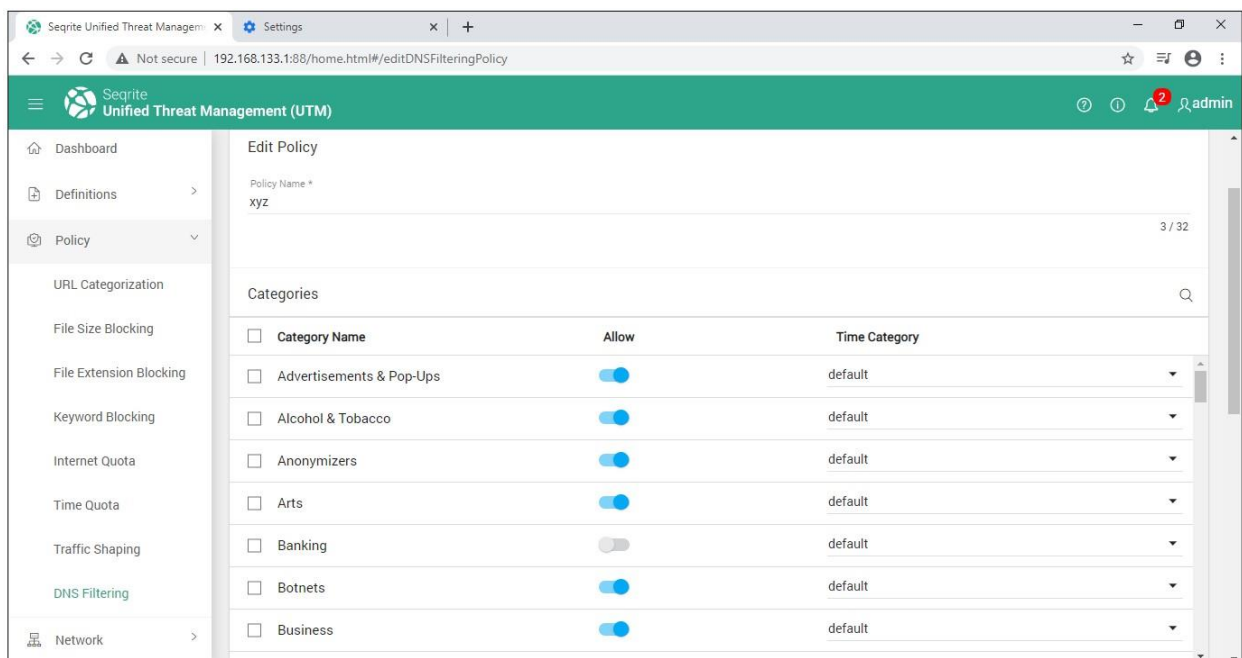 Seqrite Unified Threat Managem
Settings
Not secure | 192.168.133.1:88/home.html#/editDNSFilteringPolicy
Seqrite
Unified Threat Management (UTM)
2
admin
Dashboard
Definitions
Policy
URL Categorization
File Size Blocking
File Extension Blocking
Keyword Blocking
Internet Quota
Time Quota
Traffic Shaping
DNS Filtering
Network
Edit Policy
Policy Name *
xyz
3 / 32
Categories
Category Name Allow Time Category
Advertisements & Pop-Ups default
Alcohol & Tobacco default
Anonymizers default
Arts default
Banking default
Botnets default
Business default